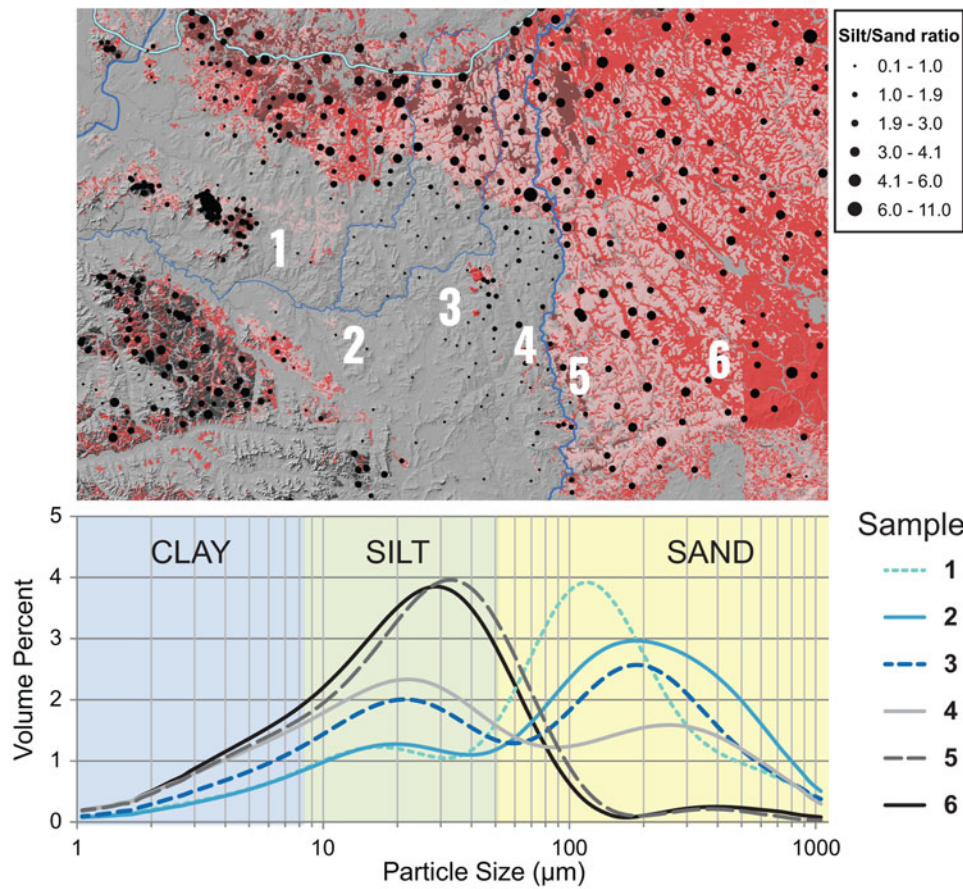 Silt/Sand ratio
0.1 - 1.0
1.0 - 1.9
1.9 - 3.0
3.0 - 4.1
4.1 - 6.0
6.0 - 11.0
1
2
3
4
5
6
5
4
3
2
1
0
Volume Percent
CLAY SILT SAND
1 10 100 1000
Particle Size (µm)
Sample
1
2
3
4
5
6